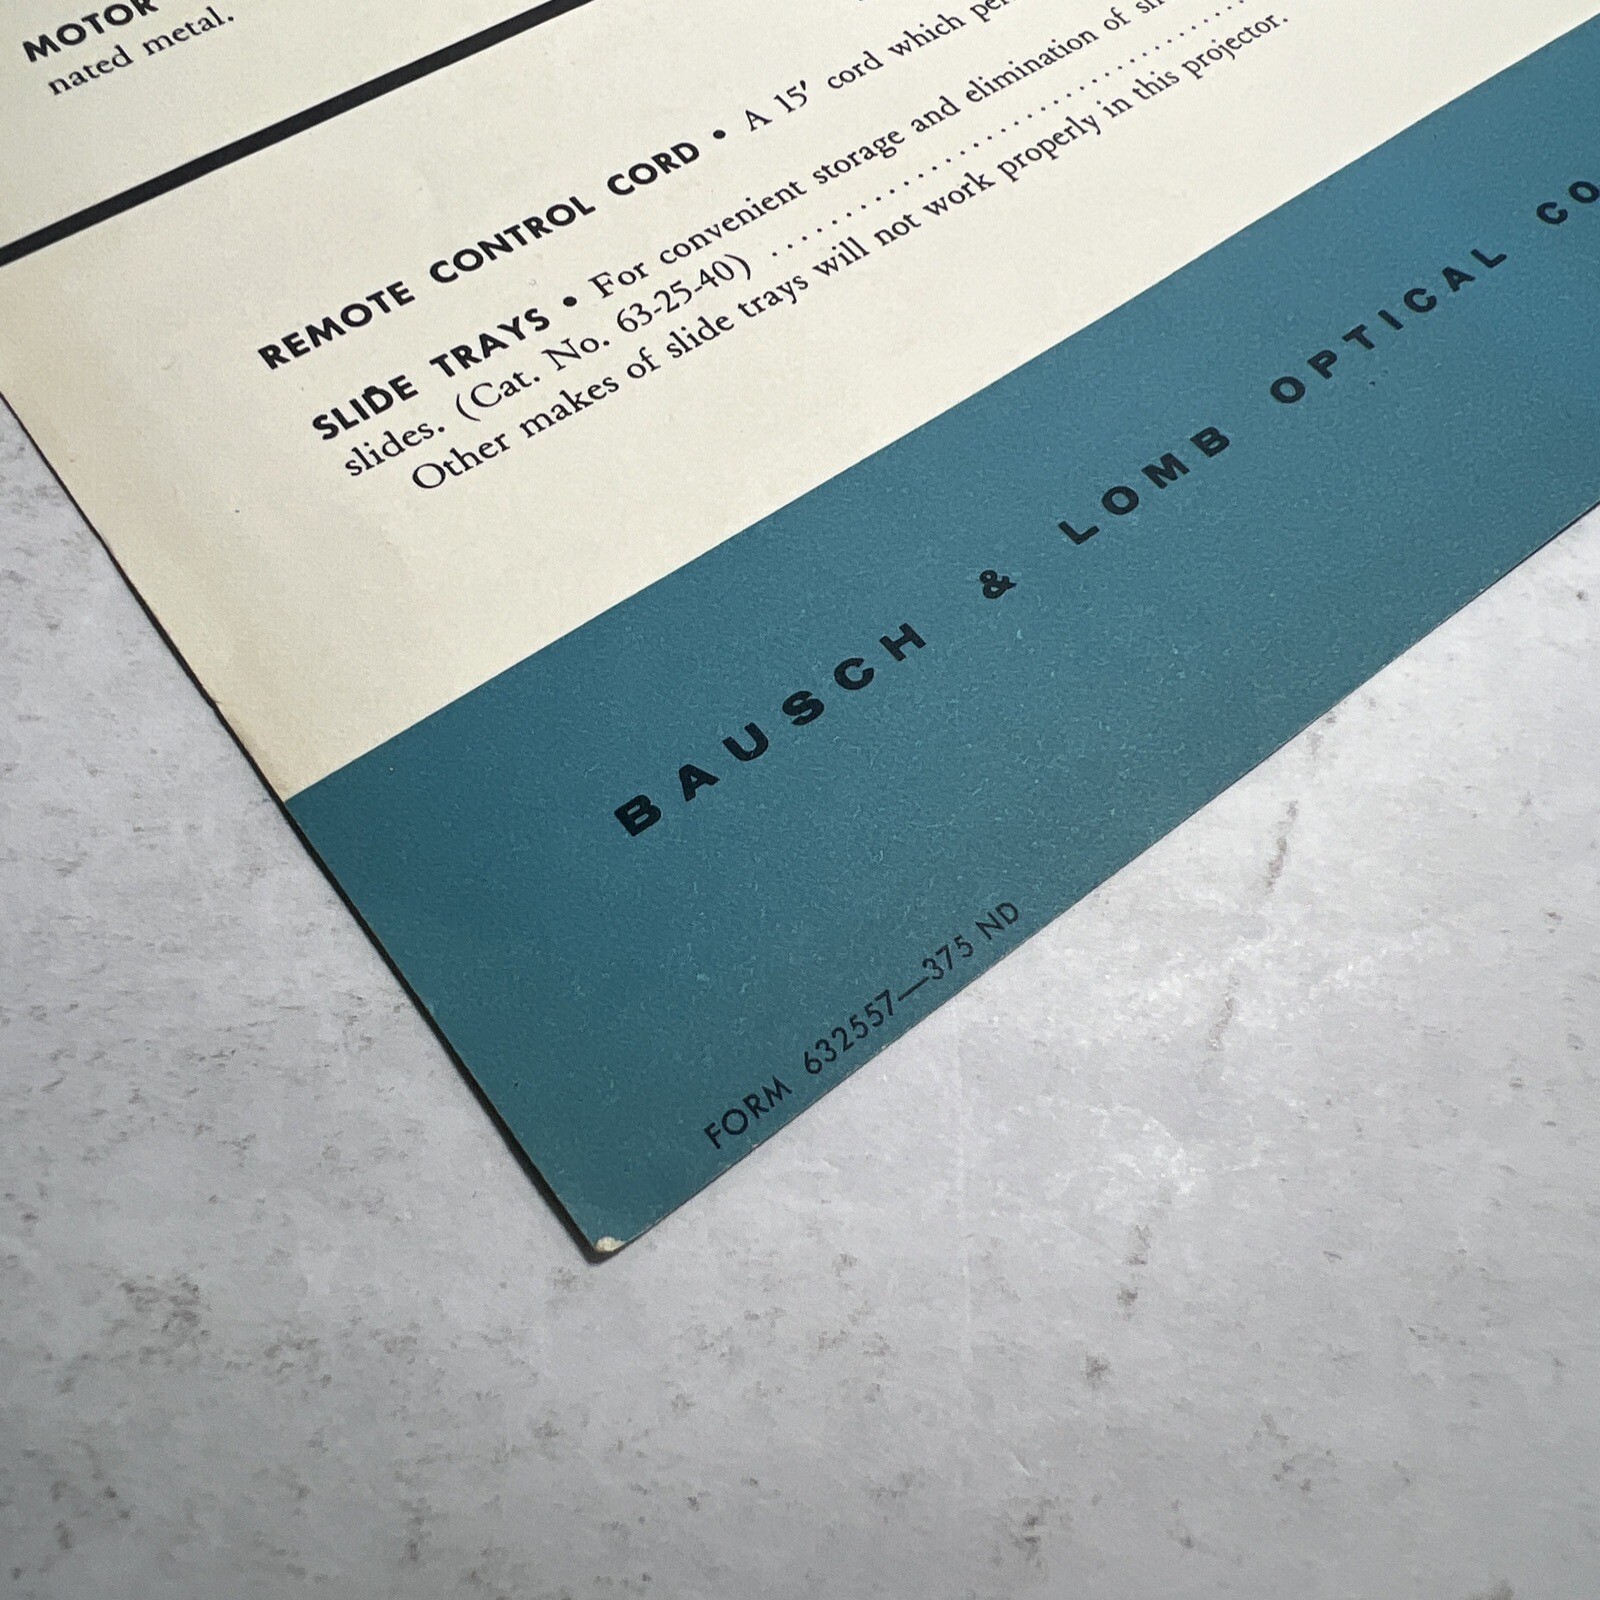 MOTOR
nated metal.
REMOTE CONTROL CORD • A 15' cord which
SLIDE TRAYS • For convenient storage and elimination of
slides. (Cat. No. 63-25-40) ........................................
Other makes of slide trays will not work properly in this projector.
BAUSCH & LOMB OPTICAL CO
FORM 632557—375 ND